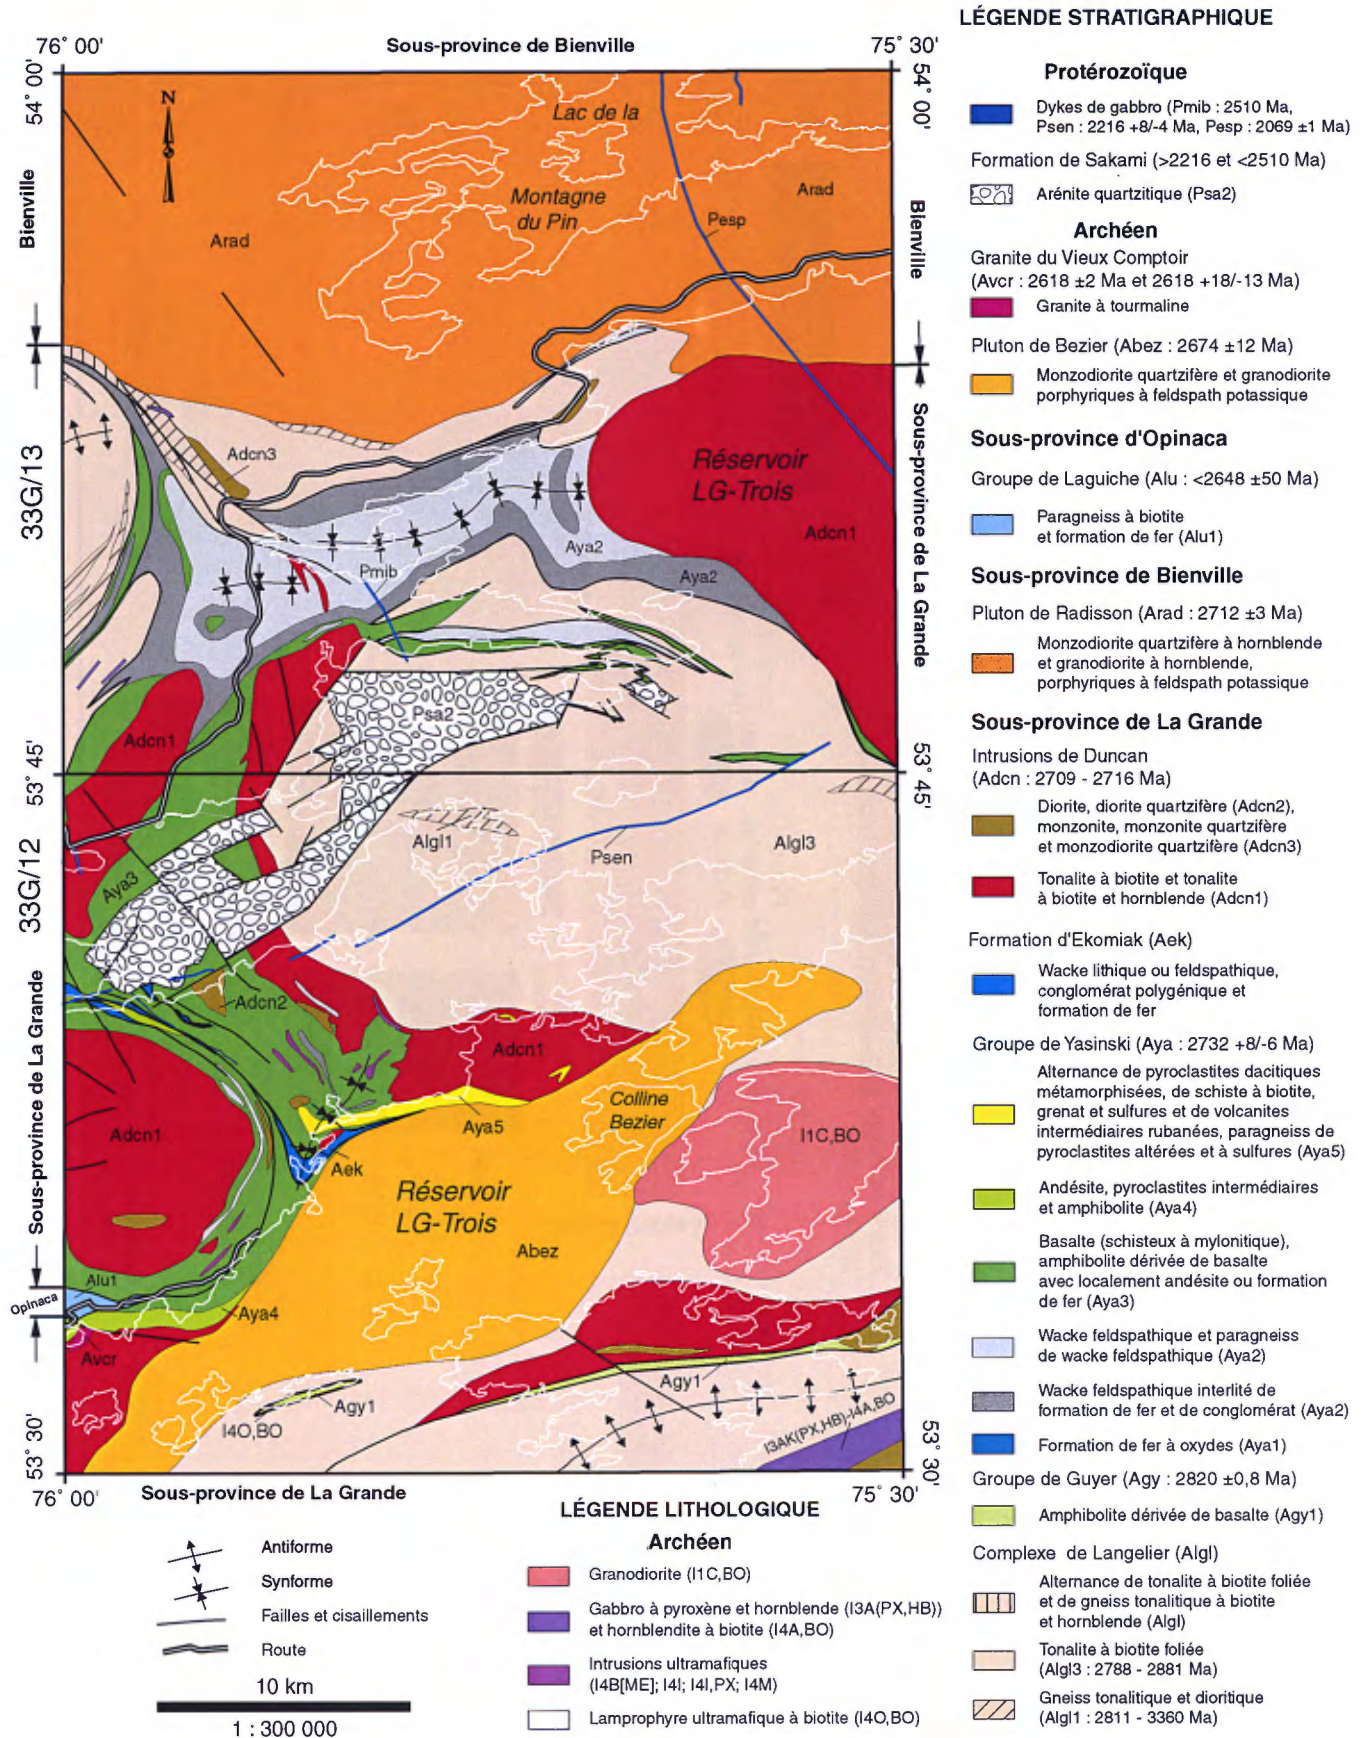 LÉGENDE STRATIGRAPHIQUE
76° 00'
Sous-province de Bienville
75° 30'
54° 00'
54° 00'
N
Lac de la
Montagne
du Pin
Arad
Arad
Pesp
Bienville
Bienville
Adcn3
33G/13
Réservoir
LG-Trois
Adcn1
Sous-province de La Grande
Aya2
Pmib
Aya2
Psa2
Adcn1
53° 45'
53° 45'
Algl1
Psen
Algl3
Aya3
33G/12
Adcn2
Adcn1
Sous-province de La Grande
Colline
Bezier
Aya5
I1C,BO
Adcn1
Aek
Réservoir
LG-Trois
Abez
Alu1
Opinaca
Aya4
Avcr
Agy1
Agy1
I4O,BO
I3AK(PX,HB)-I4A,BO
53° 30'
53° 30'
76° 00'
Sous-province de La Grande
75° 30'
Antiforme
Synforme
Failles et cisaillements
Route
10 km
1 : 300 000
LÉGENDE LITHOLOGIQUE
Archéen
Granodiorite (I1C,BO)
Gabbro à pyroxène et hornblende (I3A(PX,HB))
et hornblendite à biotite (I4A,BO)
Intrusions ultramafiques
(I4B[ME]; I4I; I4I,PX; I4M)
Lamprophyre ultramafique à biotite (I4O,BO)
Protérozoïque
Dykes de gabbro (Pmib : 2510 Ma,
Psen : 2216 +8/-4 Ma, Pesp : 2069 ±1 Ma)
Formation de Sakami (>2216 et <2510 Ma)
Arénite quartzitique (Psa2)
Archéen
Granite du Vieux Comptoir
(Avcr : 2618 ±2 Ma et 2618 +18/-13 Ma)
Granite à tourmaline
Pluton de Bezier (Abez : 2674 ±12 Ma)
Monzodiorite quartzifère et granodiorite
porphyriques à feldspath potassique
Sous-province d'Opinaca
Groupe de Laguiche (Alu : <2648 ±50 Ma)
Paragneiss à biotite
et formation de fer (Alu1)
Sous-province de Bienville
Pluton de Radisson (Arad : 2712 ±3 Ma)
Monzodiorite quartzifère à hornblende
et granodiorite à hornblende,
porphyriques à feldspath potassique
Sous-province de La Grande
Intrusions de Duncan
(Adcn : 2709 - 2716 Ma)
Diorite, diorite quartzifère (Adcn2),
monzonite, monzonite quartzifère
et monzodiorite quartzifère (Adcn3)
Tonalite à biotite et tonalite
à biotite et hornblende (Adcn1)
Formation d'Ekomiak (Aek)
Wacke lithique ou feldspathique,
conglomérat polygénique et
formation de fer
Groupe de Yasinski (Aya : 2732 +8/-6 Ma)
Alternance de pyroclastites dacitiques
métamorphisées, de schiste à biotite,
grenat et sulfures et de volcanites
intermédiaires rubanées, paragneiss de
pyroclastites altérées et à sulfures (Aya5)
Andésite, pyroclastites intermédiaires
et amphibolite (Aya4)
Basalte (schisteux à mylonitique),
amphibolite dérivée de basalte
avec localement andésite ou formation
de fer (Aya3)
Wacke feldspathique et paragneiss
de wacke feldspathique (Aya2)
Wacke feldspathique interlité de
formation de fer et de conglomérat (Aya2)
Formation de fer à oxydes (Aya1)
Groupe de Guyer (Agy : 2820 ±0,8 Ma)
Amphibolite dérivée de basalte (Agy1)
Complexe de Langelier (Algl)
Alternance de tonalite à biotite foliée
et de gneiss tonalitique à biotite
et hornblende (Algl)
Tonalite à biotite foliée
(Algl3 : 2788 - 2881 Ma)
Gneiss tonalitique et dioritique
(Algl1 : 2811 - 3360 Ma)